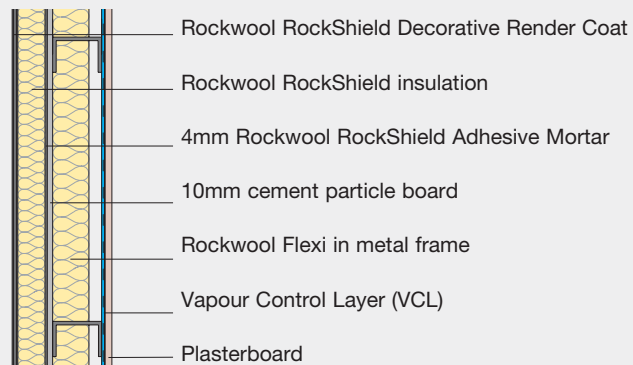 Rockwool RockShield Decorative Render Coat
Rockwool RockShield insulation
4mm Rockwool RockShield Adhesive Mortar
10mm cement particle board
Rockwool Flexi in metal frame
Vapour Control Layer (VCL)
Plasterboard